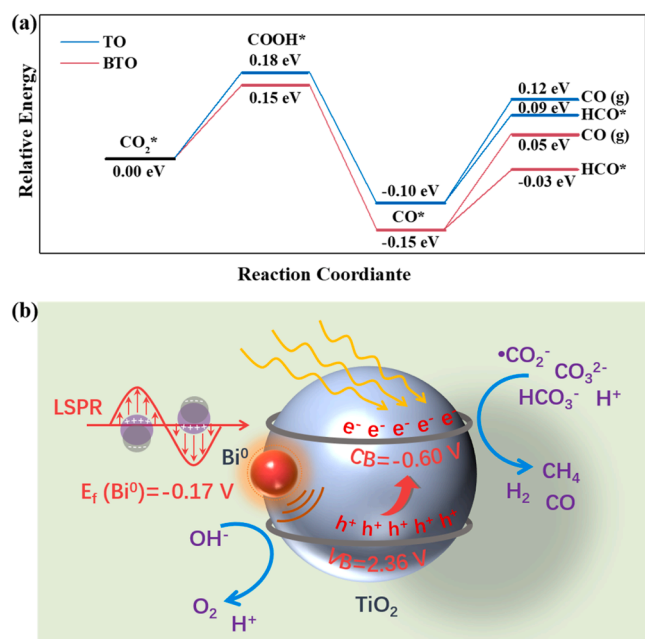 (a)
TO
BTO
COOH*
0.18 eV
0.15 eV
CO₂*
0.00 eV
-0.10 eV
CO*
-0.15 eV
0.12 eV
CO (g)
0.09 eV
HCO*
0.05 eV
CO (g)
-0.03 eV
HCO*
Relative Energy
Reaction Coordiante
(b)
LSPR
Bi⁰
E_f (Bi⁰)=-0.17 V
e⁻ e⁻ e⁻ e⁻ e⁻
CB=-0.60 V
h⁺ h⁺ h⁺ h⁺ h⁺
VB=2.36 V
TiO₂
OH⁻
O₂ H⁺
•CO₂⁻ CO₃²⁻
HCO₃⁻ H⁺
CH₄
H₂ CO